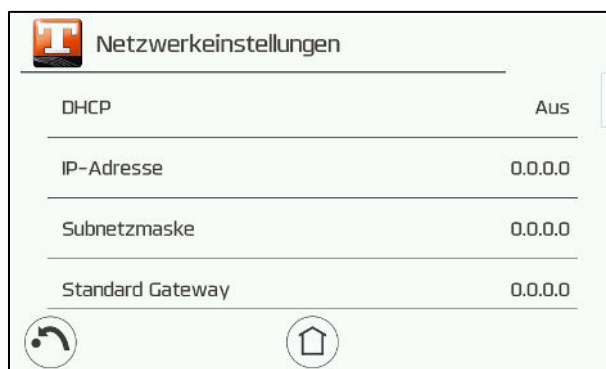 T Netzwerkeinstellungen
DHCP Aus
IP-Adresse 0.0.0.0
Subnetzmaske 0.0.0.0
Standard Gateway 0.0.0.0